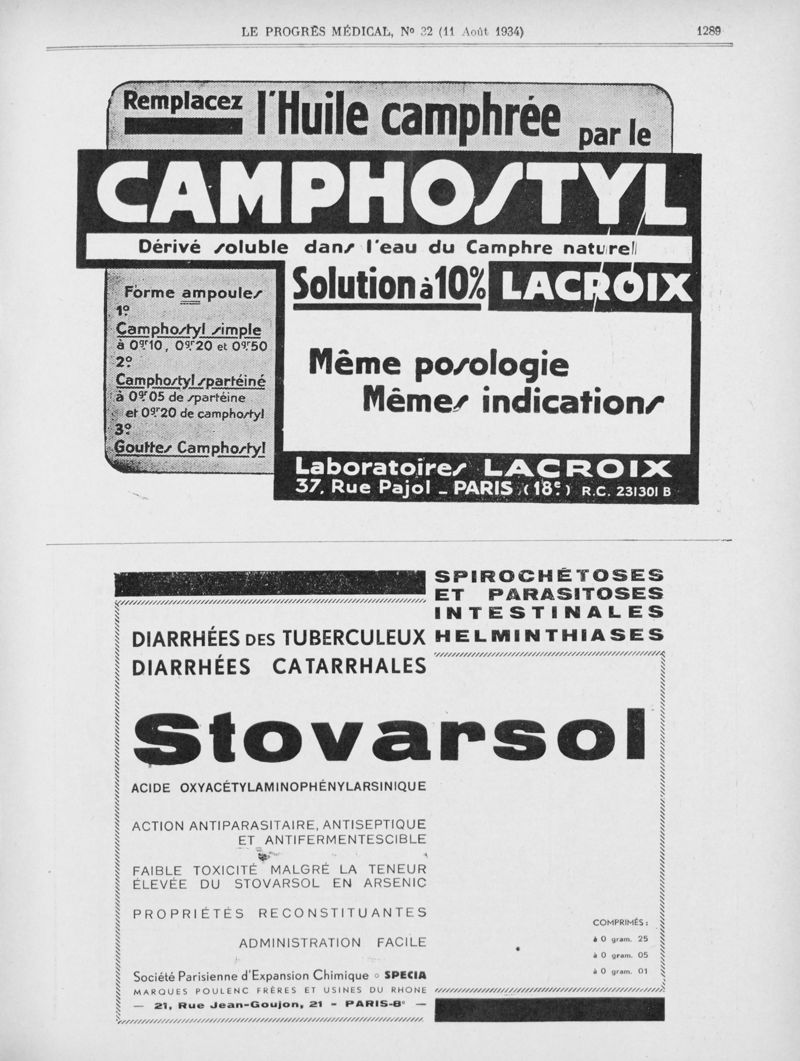 LE PROGRÈS MÉDICAL, Nº 32 (11 Août 1934)
1289
Remplacez l'Huile camphrée par le
CAMPHOSTYL
Dérivé soluble dans l'eau du Camphre naturel
Forme ampoules
1º
Camphostyl simple
à 0gr10, 0gr20 et 0gr50
2º
Camphostyl spartéiné
à 0gr05 de spartéine
et 0gr20 de camphostyl
3º
Gouttes Camphostyl
Solution à 10% LACROIX
Même posologie
Mêmes indications
Laboratoires LACROIX
37, Rue Pajol _ PARIS (18e) R.C. 231301 B
SPIROCHÉTOSES
ET PARASITOSES
INTESTINALES
HELMINTHIASES
DIARRHÉES DES TUBERCULEUX
DIARRHÉES CATARRHALES
Stovarsol
ACIDE OXYACÉTYLAMINOPHÉNYLARSINIQUE
ACTION ANTIPARASITAIRE, ANTISEPTIQUE
ET ANTIFERMENTESCIBLE
FAIBLE TOXICITÉ MALGRÉ LA TENEUR
ÉLEVÉE DU STOVARSOL EN ARSENIC
PROPRIÉTÉS RECONSTITUANTES
ADMINISTRATION FACILE
COMPRIMÉS :
à 0 gram. 25
à 0 gram. 05
à 0 gram. 01
Société Parisienne d'Expansion Chimique o SPECIA
MARQUES POULENC FRÈRES ET USINES DU RHONE
— 21, Rue Jean-Goujon, 21 - PARIS-8e —